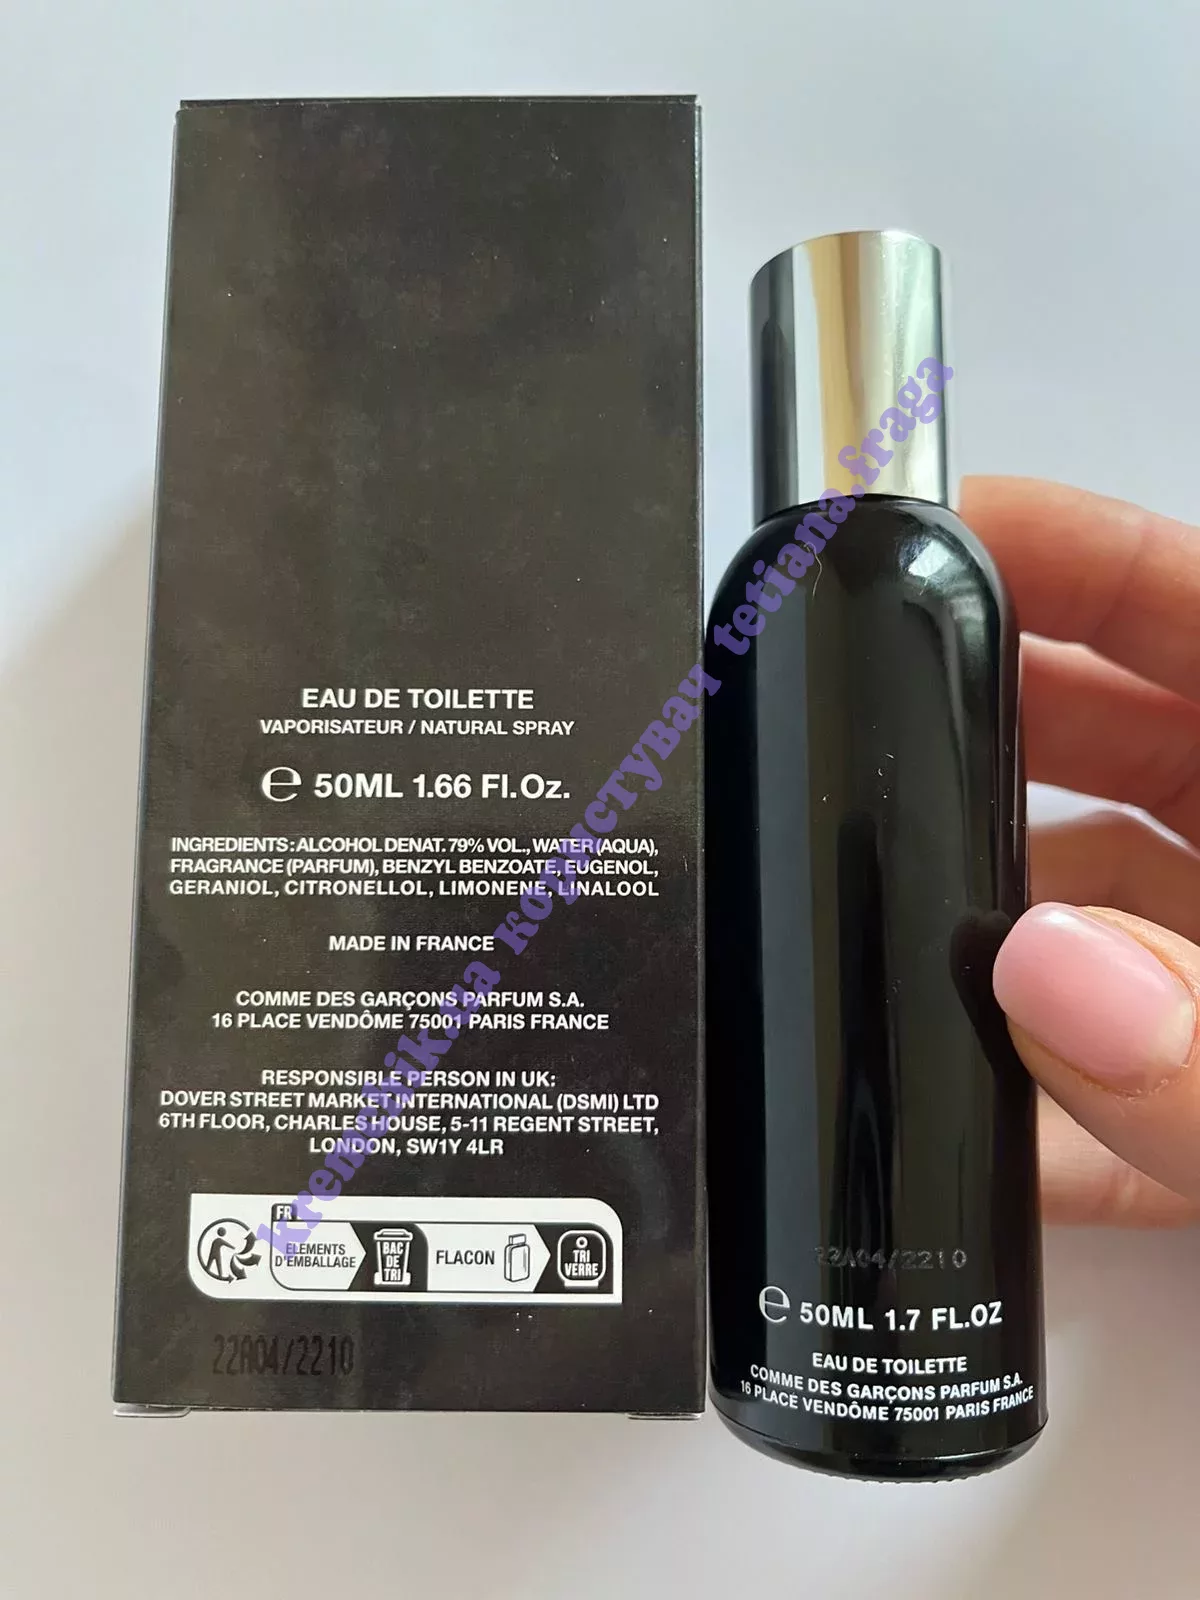 EAU DE TOILETTE
VAPORISATEUR / NATURAL SPRAY
℮ 50ML 1.66 Fl.Oz.
INGREDIENTS: ALCOHOL DENAT. 79% VOL., WATER (AQUA),
FRAGRANCE (PARFUM), BENZYL BENZOATE, EUGENOL,
GERANIOL, CITRONELLOL, LIMONENE, LINALOOL
MADE IN FRANCE
COMME DES GARÇONS PARFUM S.A.
16 PLACE VENDÔME 75001 PARIS FRANCE
RESPONSIBLE PERSON IN UK:
DOVER STREET MARKET INTERNATIONAL (DSMI) LTD
6TH FLOOR, CHARLES HOUSE, 5-11 REGENT STREET,
LONDON, SW1Y 4LR
FR
ELEMENTS
D'EMBALLAGE
BAC
DE
TRI
FLACON
TRI
VERRE
22A04/2210
22A04/2210
℮ 50ML 1.7 FL.OZ
EAU DE TOILETTE
COMME DES GARÇONS PARFUM S.A.
16 PLACE VENDÔME 75001 PARIS FRANCE
kremchik.ua користувач tetiana.fraga